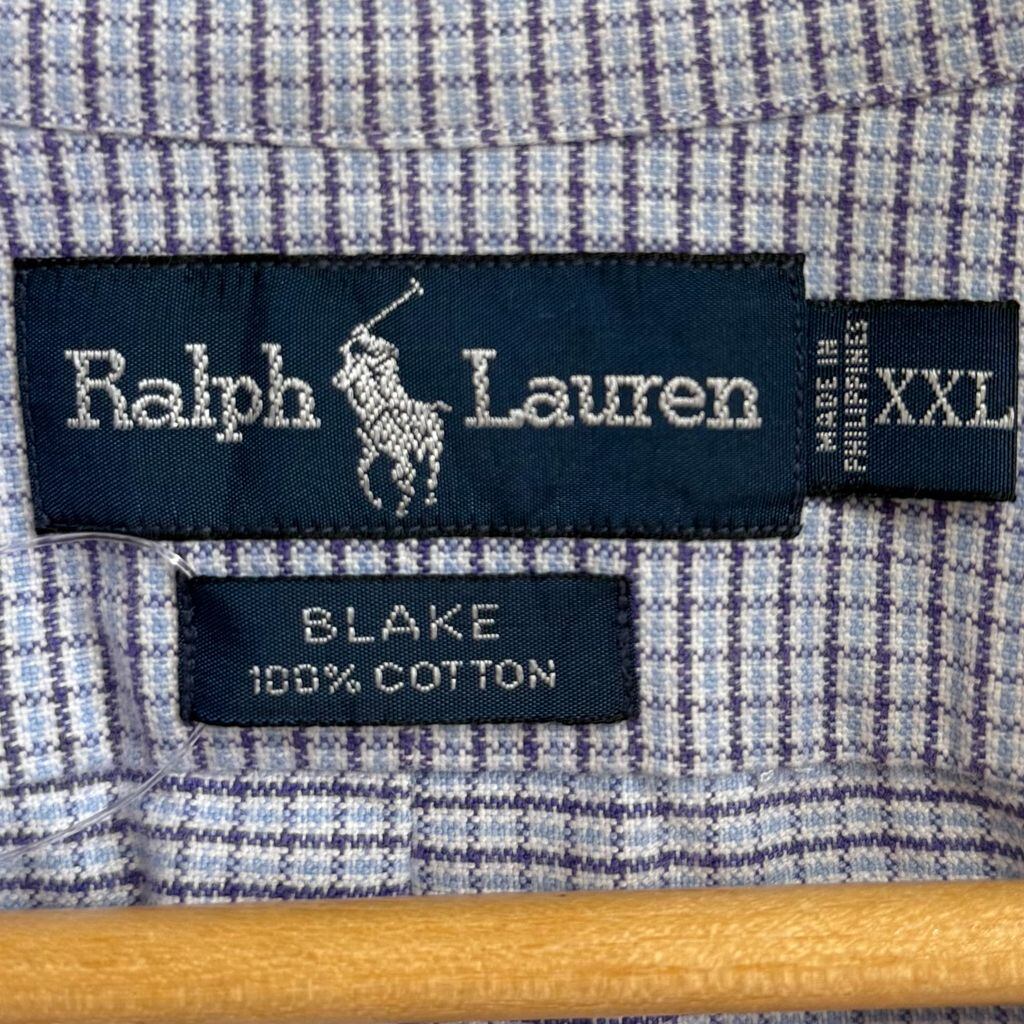 Ralph Lauren
MADE IN
PHILIPPINES
XXL
BLAKE
100% COTTON